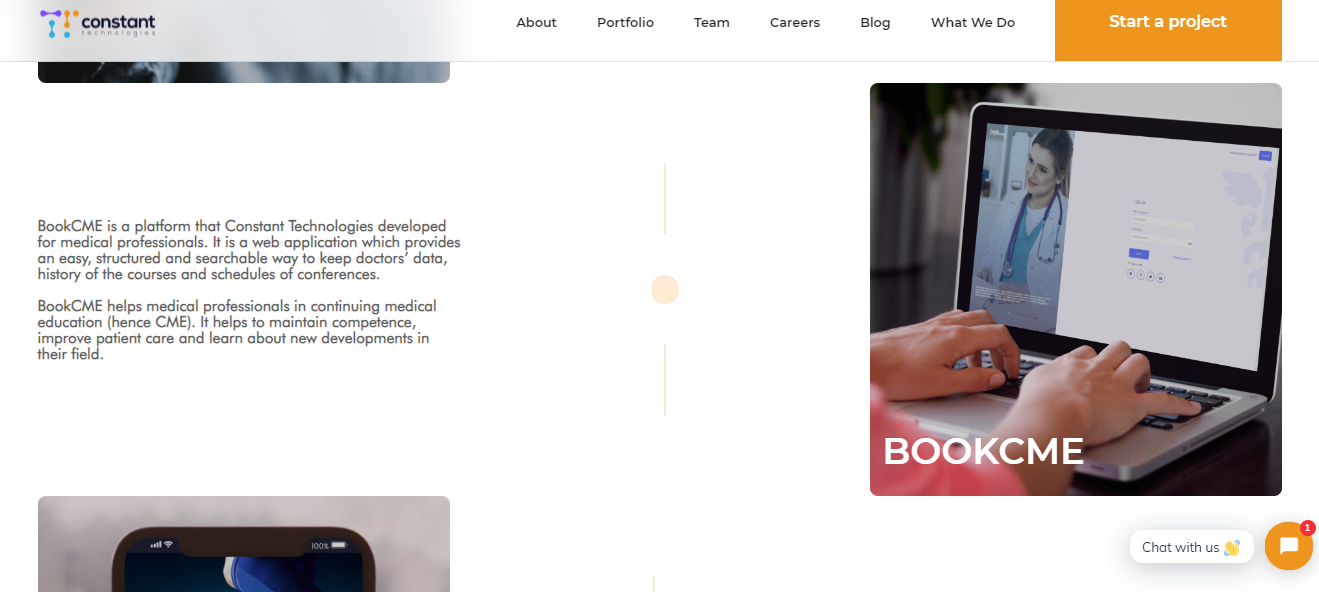 constant
technologies
About
Portfolio
Team
Careers
Blog
What We Do
Start a project
BookCME is a platform that Constant Technologies developed
for medical professionals. It is a web application which provides
an easy, structured and searchable way to keep doctors’ data,
history of the courses and schedules of conferences.
BookCME helps medical professionals in continuing medical
education (hence CME). It helps to maintain competence,
improve patient care and learn about new developments in
their field.
BOOKCME
100%
Chat with us 👋
1